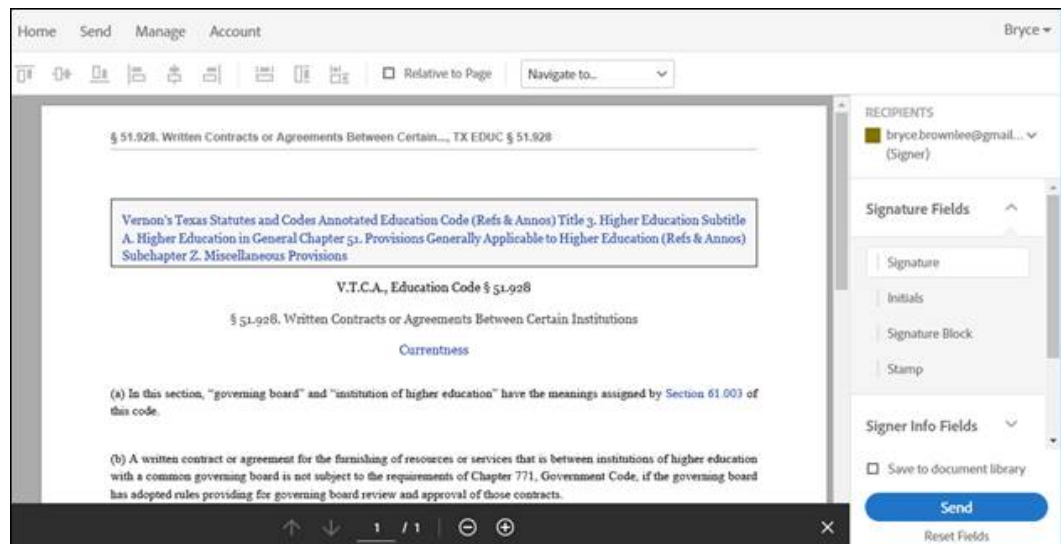 Home Send Manage Account Bryce
Relative to Page Navigate to...
§ 51.928. Written Contracts or Agreements Between Certain..., TX EDUC § 51.928
Vernon's Texas Statutes and Codes Annotated Education Code (Refs & Annos) Title 3. Higher Education Subtitle
A. Higher Education in General Chapter 51. Provisions Generally Applicable to Higher Education (Refs & Annos)
Subchapter Z. Miscellaneous Provisions
V.T.C.A., Education Code § 51.928
§ 51.928. Written Contracts or Agreements Between Certain Institutions
Currentness
(a) In this section, “governing board” and “institution of higher education” have the meanings assigned by Section 61.003 of
this code.
(b) A written contract or agreement for the furnishing of resources or services that is between institutions of higher education
with a common governing board is not subject to the requirements of Chapter 771, Government Code, if the governing board
has adopted rules providing for governing board review and approval of those contracts.
1 / 1
RECIPIENTS
bryce.brownlee@gmail...
(Signer)
Signature Fields
Signature
Initials
Signature Block
Stamp
Signer Info Fields
Save to document library
Send
Reset Fields